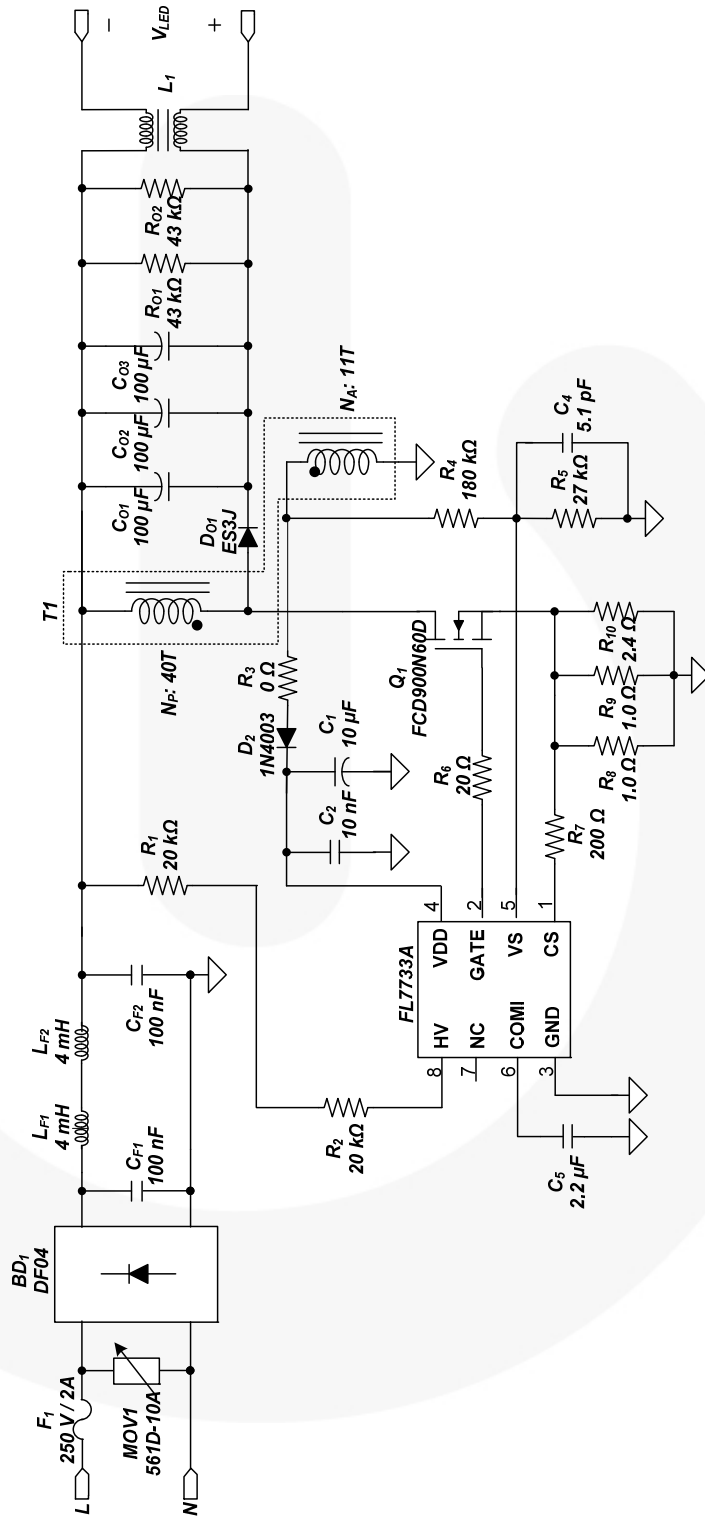 L
N
F1
250 V / 2A
MOV1
561D-10A
BD1
DF04
CF1
100 nF
LF1
4 mH
LF2
4 mH
CF2
100 nF
R1
20 kΩ
R2
20 kΩ
C5
2.2 µF
FL7733A
HV
NC
COMI
GND
VDD
GATE
VS
CS
8
7
6
3
4
2
5
1
C2
10 nF
C1
10 µF
D2
1N4003
R3
0 Ω
R6
20 Ω
Q1
FCD900N60D
R7
200 Ω
R8
1.0 Ω
R9
1.0 Ω
R10
2.4 Ω
T1
NP: 40T
NA: 11T
DO1
ES3J
R4
180 kΩ
R5
27 kΩ
C4
5.1 pF
CO1
100 µF
CO2
100 µF
CO3
100 µF
RO1
43 kΩ
RO2
43 kΩ
L1
−
VLED
+